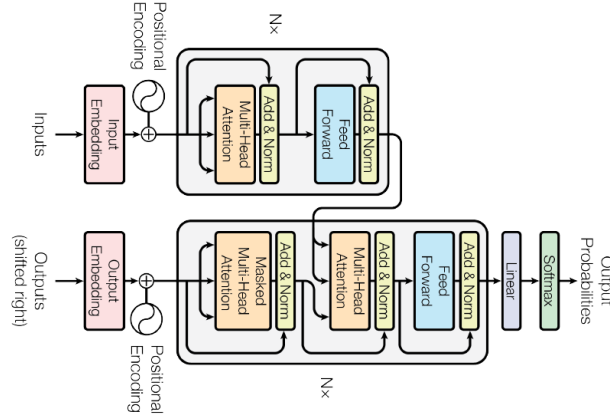 Output
Probabilities
Softmax
Linear
Add & Norm
Feed
Forward
Add & Norm
Multi-Head
Attention
Add & Norm
Masked
Multi-Head
Attention
Nx
Positional
Encoding
Output
Embedding
Outputs
(shifted right)
Add & Norm
Feed
Forward
Add & Norm
Multi-Head
Attention
Nx
Positional
Encoding
Input
Embedding
Inputs